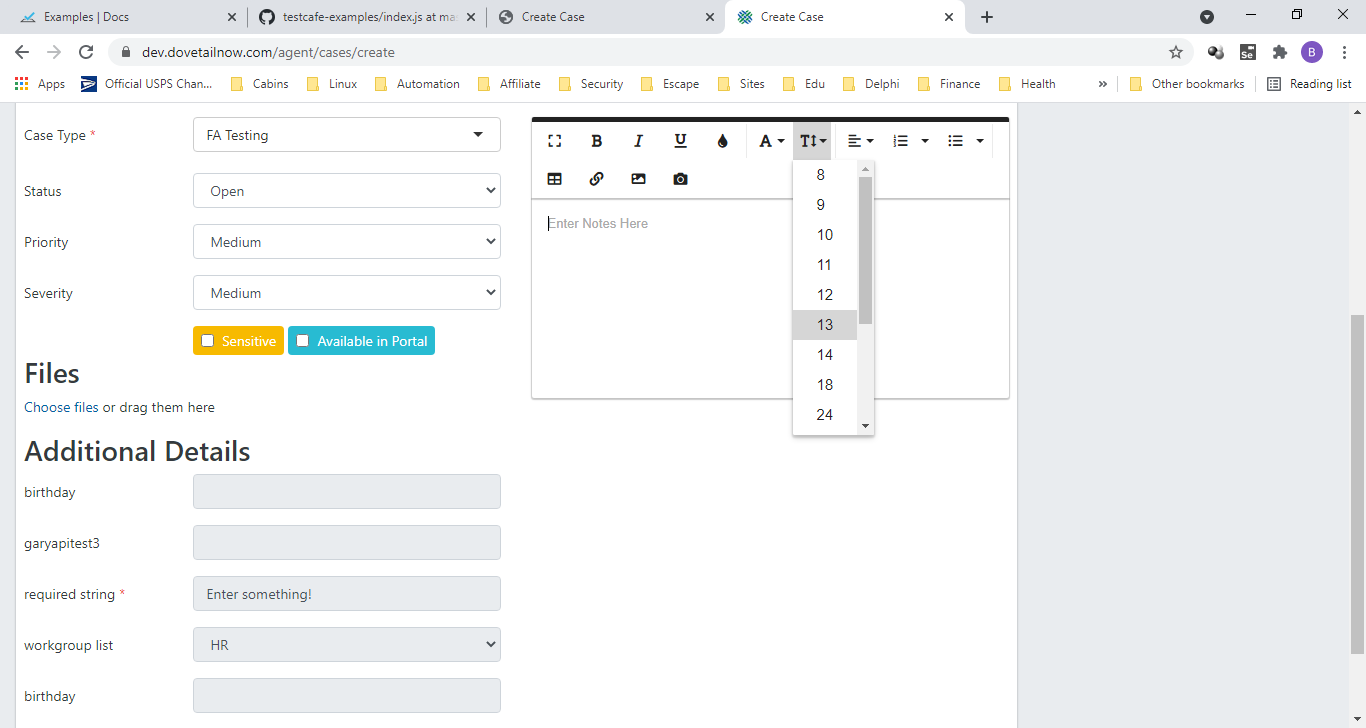 Examples | Docs
testcafe-examples/index.js at ma
Create Case
Create Case
dev.dovetailnow.com/agent/cases/create
Se
B
Apps
Official USPS Chan...
Cabins
Linux
Automation
Affiliate
Security
Escape
Sites
Edu
Delphi
Finance
Health
»
Other bookmarks
Reading list
Case Type *
FA Testing
Status
Open
Priority
Medium
Severity
Medium
Sensitive
Available in Portal
Files
Choose files or drag them here
Additional Details
birthday
garyapitest3
required string *
Enter something!
workgroup list
HR
birthday
B
I
U
A
T
Enter Notes Here
8
9
10
11
12
13
14
18
24